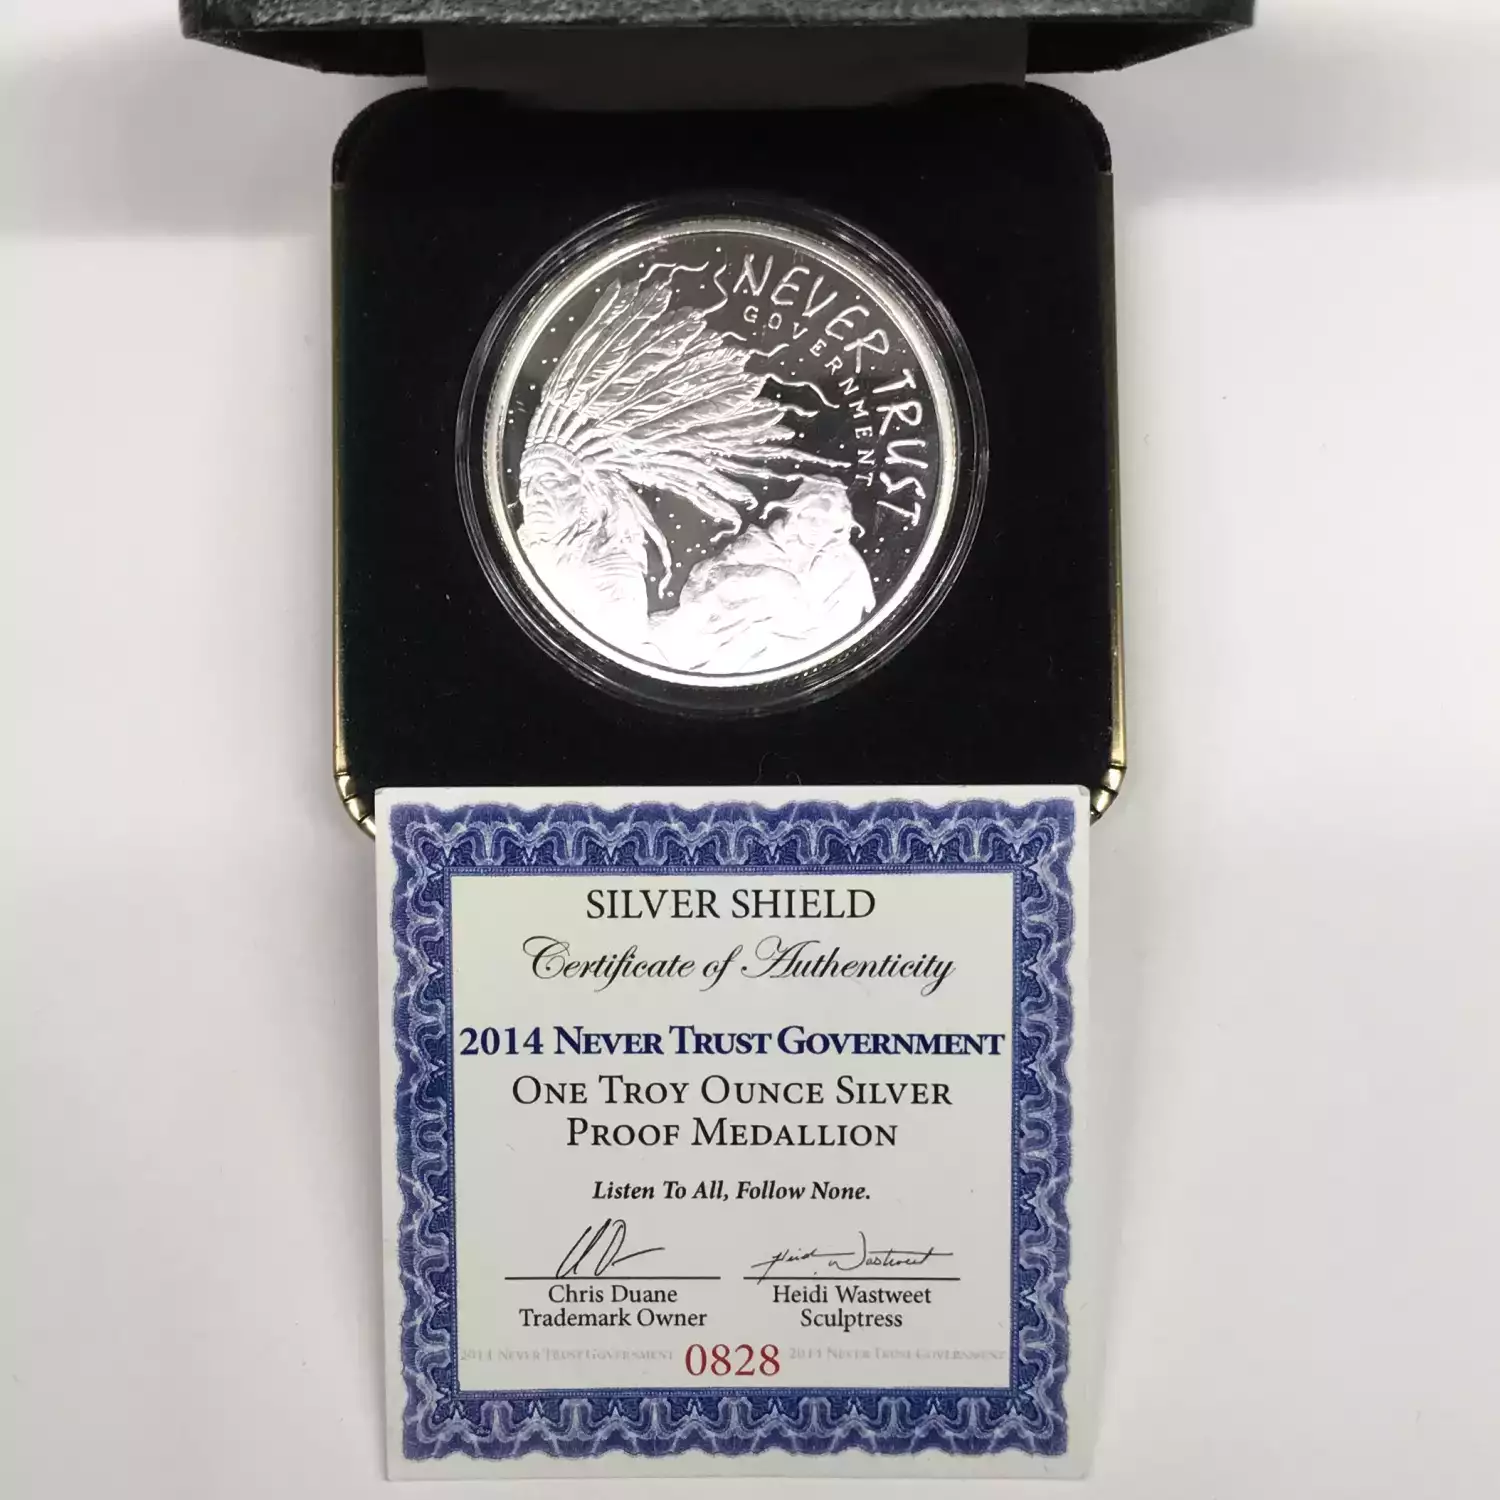 NEVER TRUST
GOVERNMENT
SILVER SHIELD
Certificate of Authenticity
2014 NEVER TRUST GOVERNMENT
ONE TROY OUNCE SILVER
PROOF MEDALLION
Listen To All, Follow None.
Heidi Wastweet
Chris Duane Heidi Wastweet
Trademark Owner Sculptress
2014 NEVER TRUST GOVERNMENT 0828 2014 NEVER TRUST GOVERNMENT